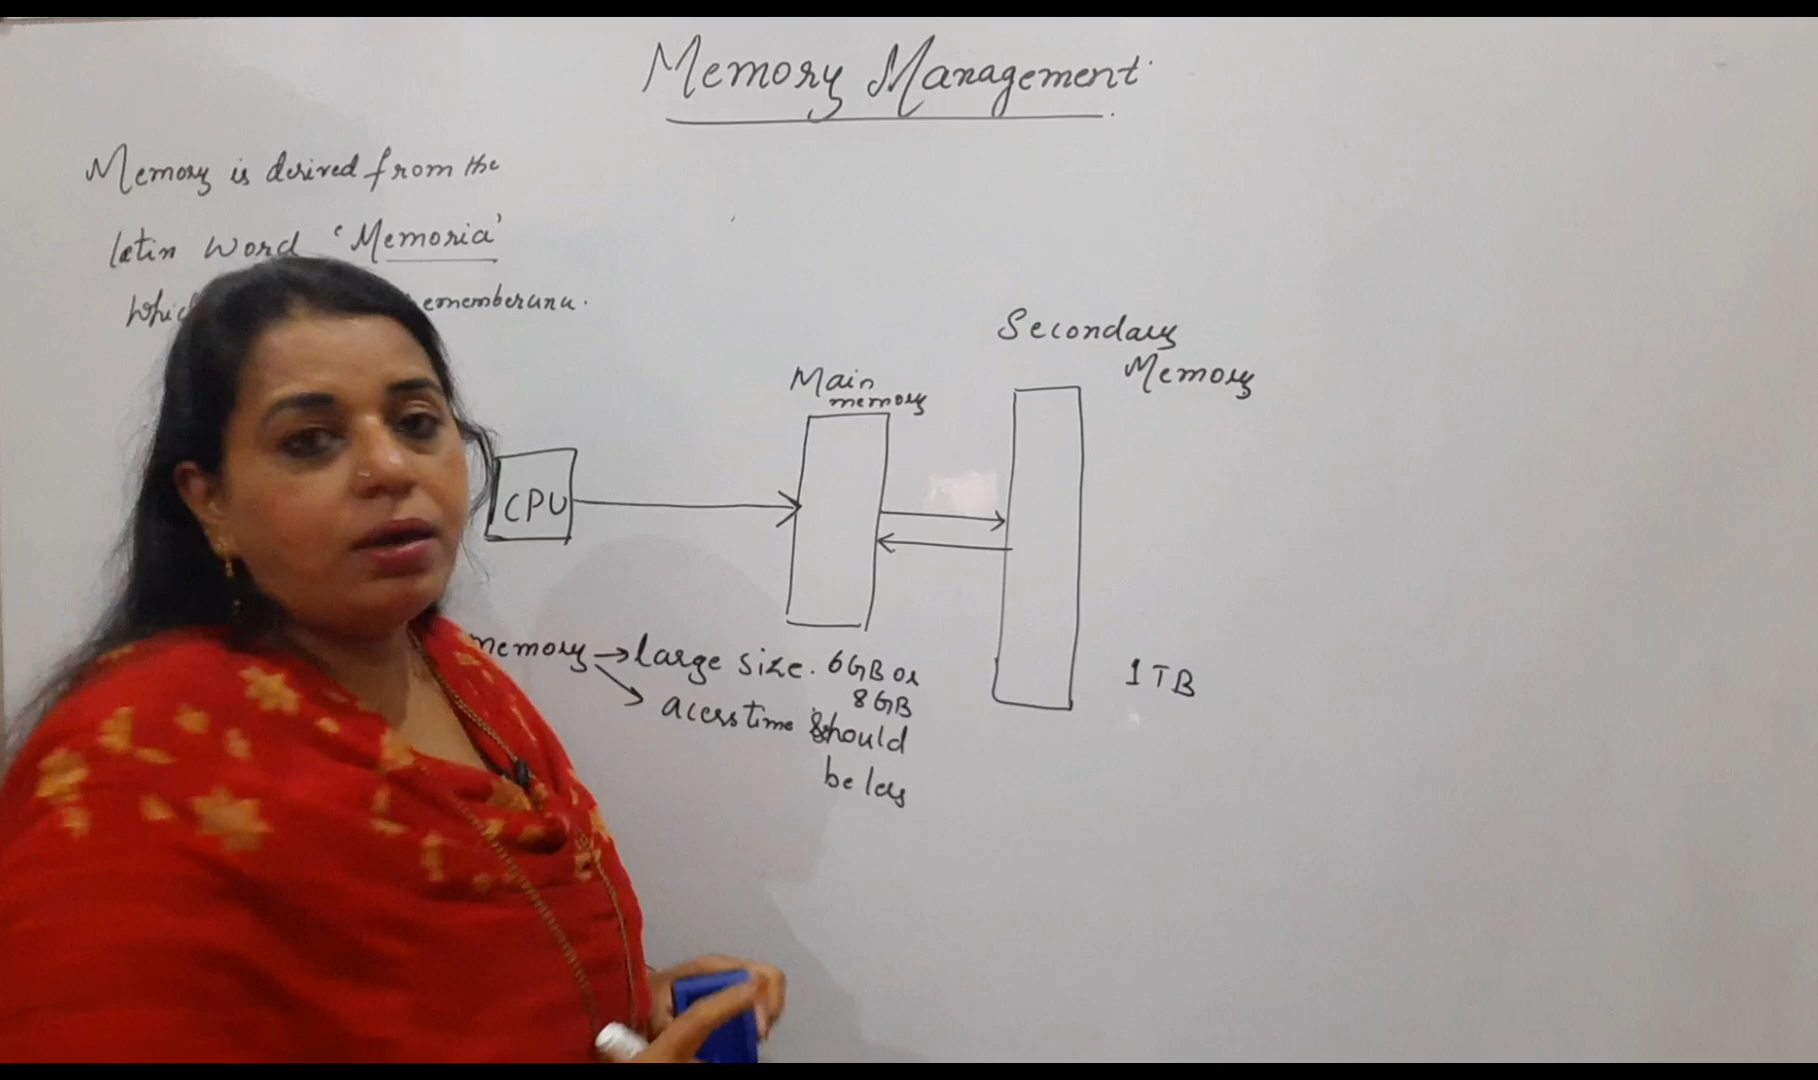 Memory Management
Memory is derived from the
latin word 'Memoria'
Secondary
Memory
Main
memory
CPU
memory → large size. 6GB or
8GB
→ acess time should
be less
1TB